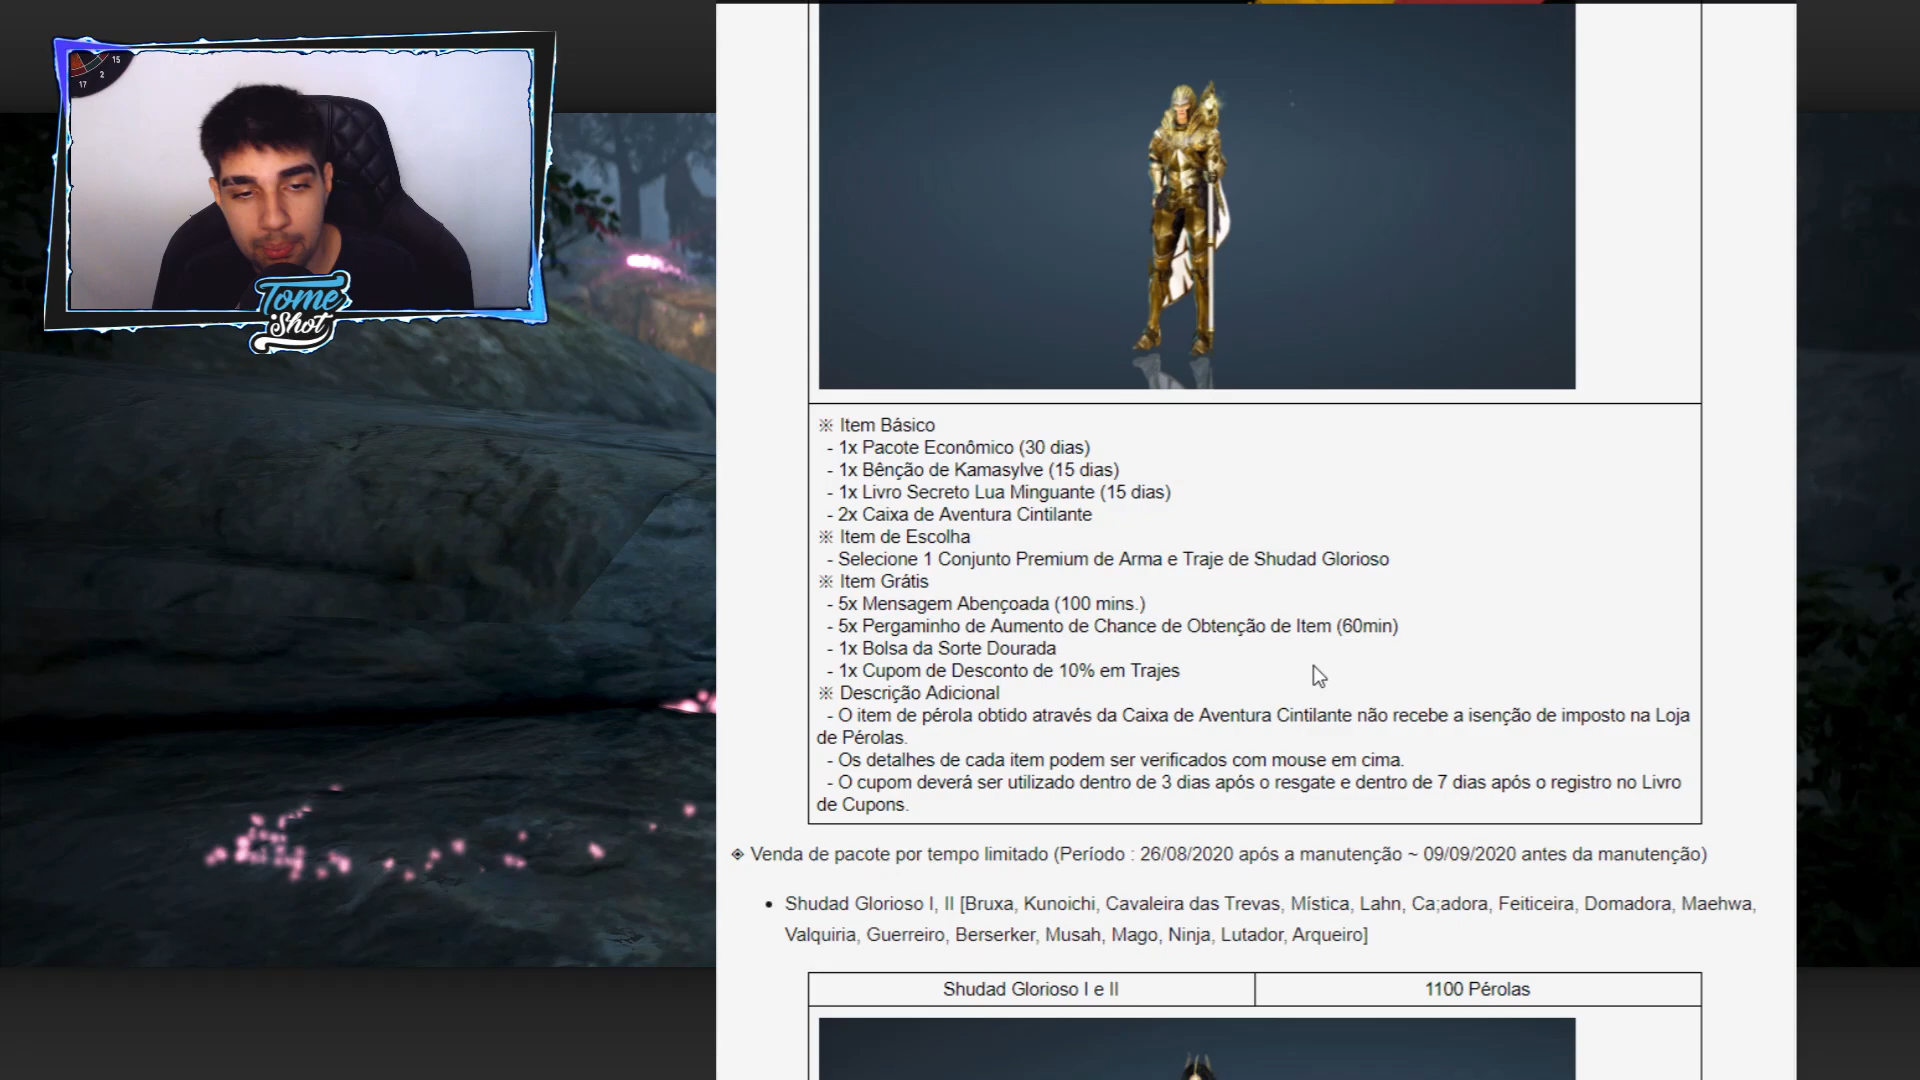 15
2
17
Tome
Shot
※ Item Básico
- 1x Pacote Econômico (30 dias)
- 1x Bênção de Kamasylve (15 dias)
- 1x Livro Secreto Lua Minguante (15 dias)
- 2x Caixa de Aventura Cintilante
※ Item de Escolha
- Selecione 1 Conjunto Premium de Arma e Traje de Shudad Glorioso
※ Item Grátis
- 5x Mensagem Abençoada (100 mins.)
- 5x Pergaminho de Aumento de Chance de Obtenção de Item (60min)
- 1x Bolsa da Sorte Dourada
- 1x Cupom de Desconto de 10% em Trajes
※ Descrição Adicional
- O item de pérola obtido através da Caixa de Aventura Cintilante não recebe a isenção de imposto na Loja
de Pérolas.
- Os detalhes de cada item podem ser verificados com mouse em cima.
- O cupom deverá ser utilizado dentro de 3 dias após o resgate e dentro de 7 dias após o registro no Livro
de Cupons.
◈ Venda de pacote por tempo limitado (Período : 26/08/2020 após a manutenção ~ 09/09/2020 antes da manutenção)
• Shudad Glorioso I, II [Bruxa, Kunoichi, Cavaleira das Trevas, Mística, Lahn, Ca;adora, Feiticeira, Domadora, Maehwa,
Valquiria, Guerreiro, Berserker, Musah, Mago, Ninja, Lutador, Arqueiro]
Shudad Glorioso I e II
1100 Pérolas